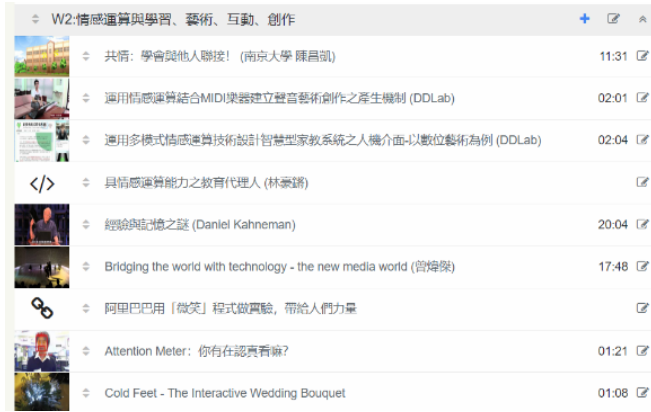 W2:情感運算與學習、藝術、互動、創作
共情：學會與他人聯接！ (南京大學 陳昌凱) 11:31
運用情感運算結合MIDI樂器建立聲音藝術創作之產生機制 (DDLab) 02:01
運用多模式情感運算技術設計智慧型家教系統之人機介面-以數位藝術為例 (DDLab) 02:04
具情感運算能力之教育代理人 (林豪鏘)
經驗與記憶之謎 (Daniel Kahneman) 20:04
Bridging the world with technology - the new media world (曾煒傑) 17:48
阿里巴巴用「微笑」程式做實驗，帶給人們力量
Attention Meter：你有在認真看嘛？ 01:21
Cold Feet - The Interactive Wedding Bouquet 01:08